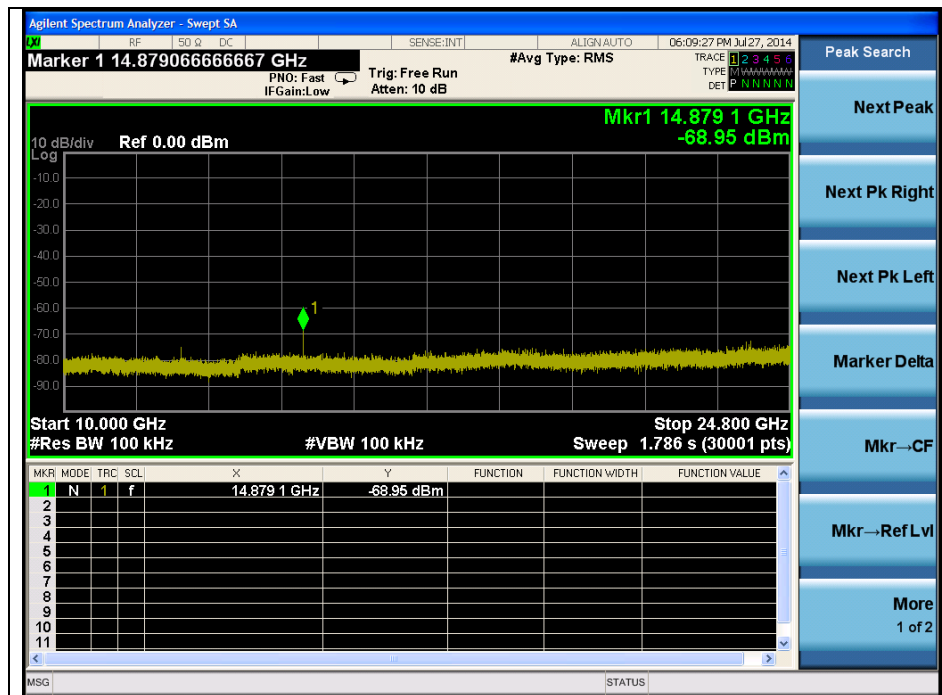 Agilent Spectrum Analyzer - Swept SA
LXI RF 50 Ω DC SENSE:INT ALIGNAUTO 06:09:27 PM Jul 27, 2014
Marker 1 14.879066666667 GHz
#Avg Type: RMS
TRACE 1 2 3 4 5 6
PNO: Fast Trig: Free Run
TYPE M
IFGain:Low Atten: 10 dB
DET P N N N N N
Mkr1 14.879 1 GHz
10 dB/div Ref 0.00 dBm -68.95 dBm
Log
-10.0
-20.0
-30.0
-40.0
-50.0
-60.0
1
-70.0
-80.0
-90.0
Start 10.000 GHz Stop 24.800 GHz
#Res BW 100 kHz #VBW 100 kHz Sweep 1.786 s (30001 pts)
MKR MODE TRC SCL X Y FUNCTION FUNCTION WIDTH FUNCTION VALUE
1 N 1 f 14.879 1 GHz -68.95 dBm
2
3
4
5
6
7
8
9
10
11
MSG STATUS
Peak Search
Next Peak
Next Pk Right
Next Pk Left
Marker Delta
Mkr→CF
Mkr→Ref Lvl
More
1 of 2